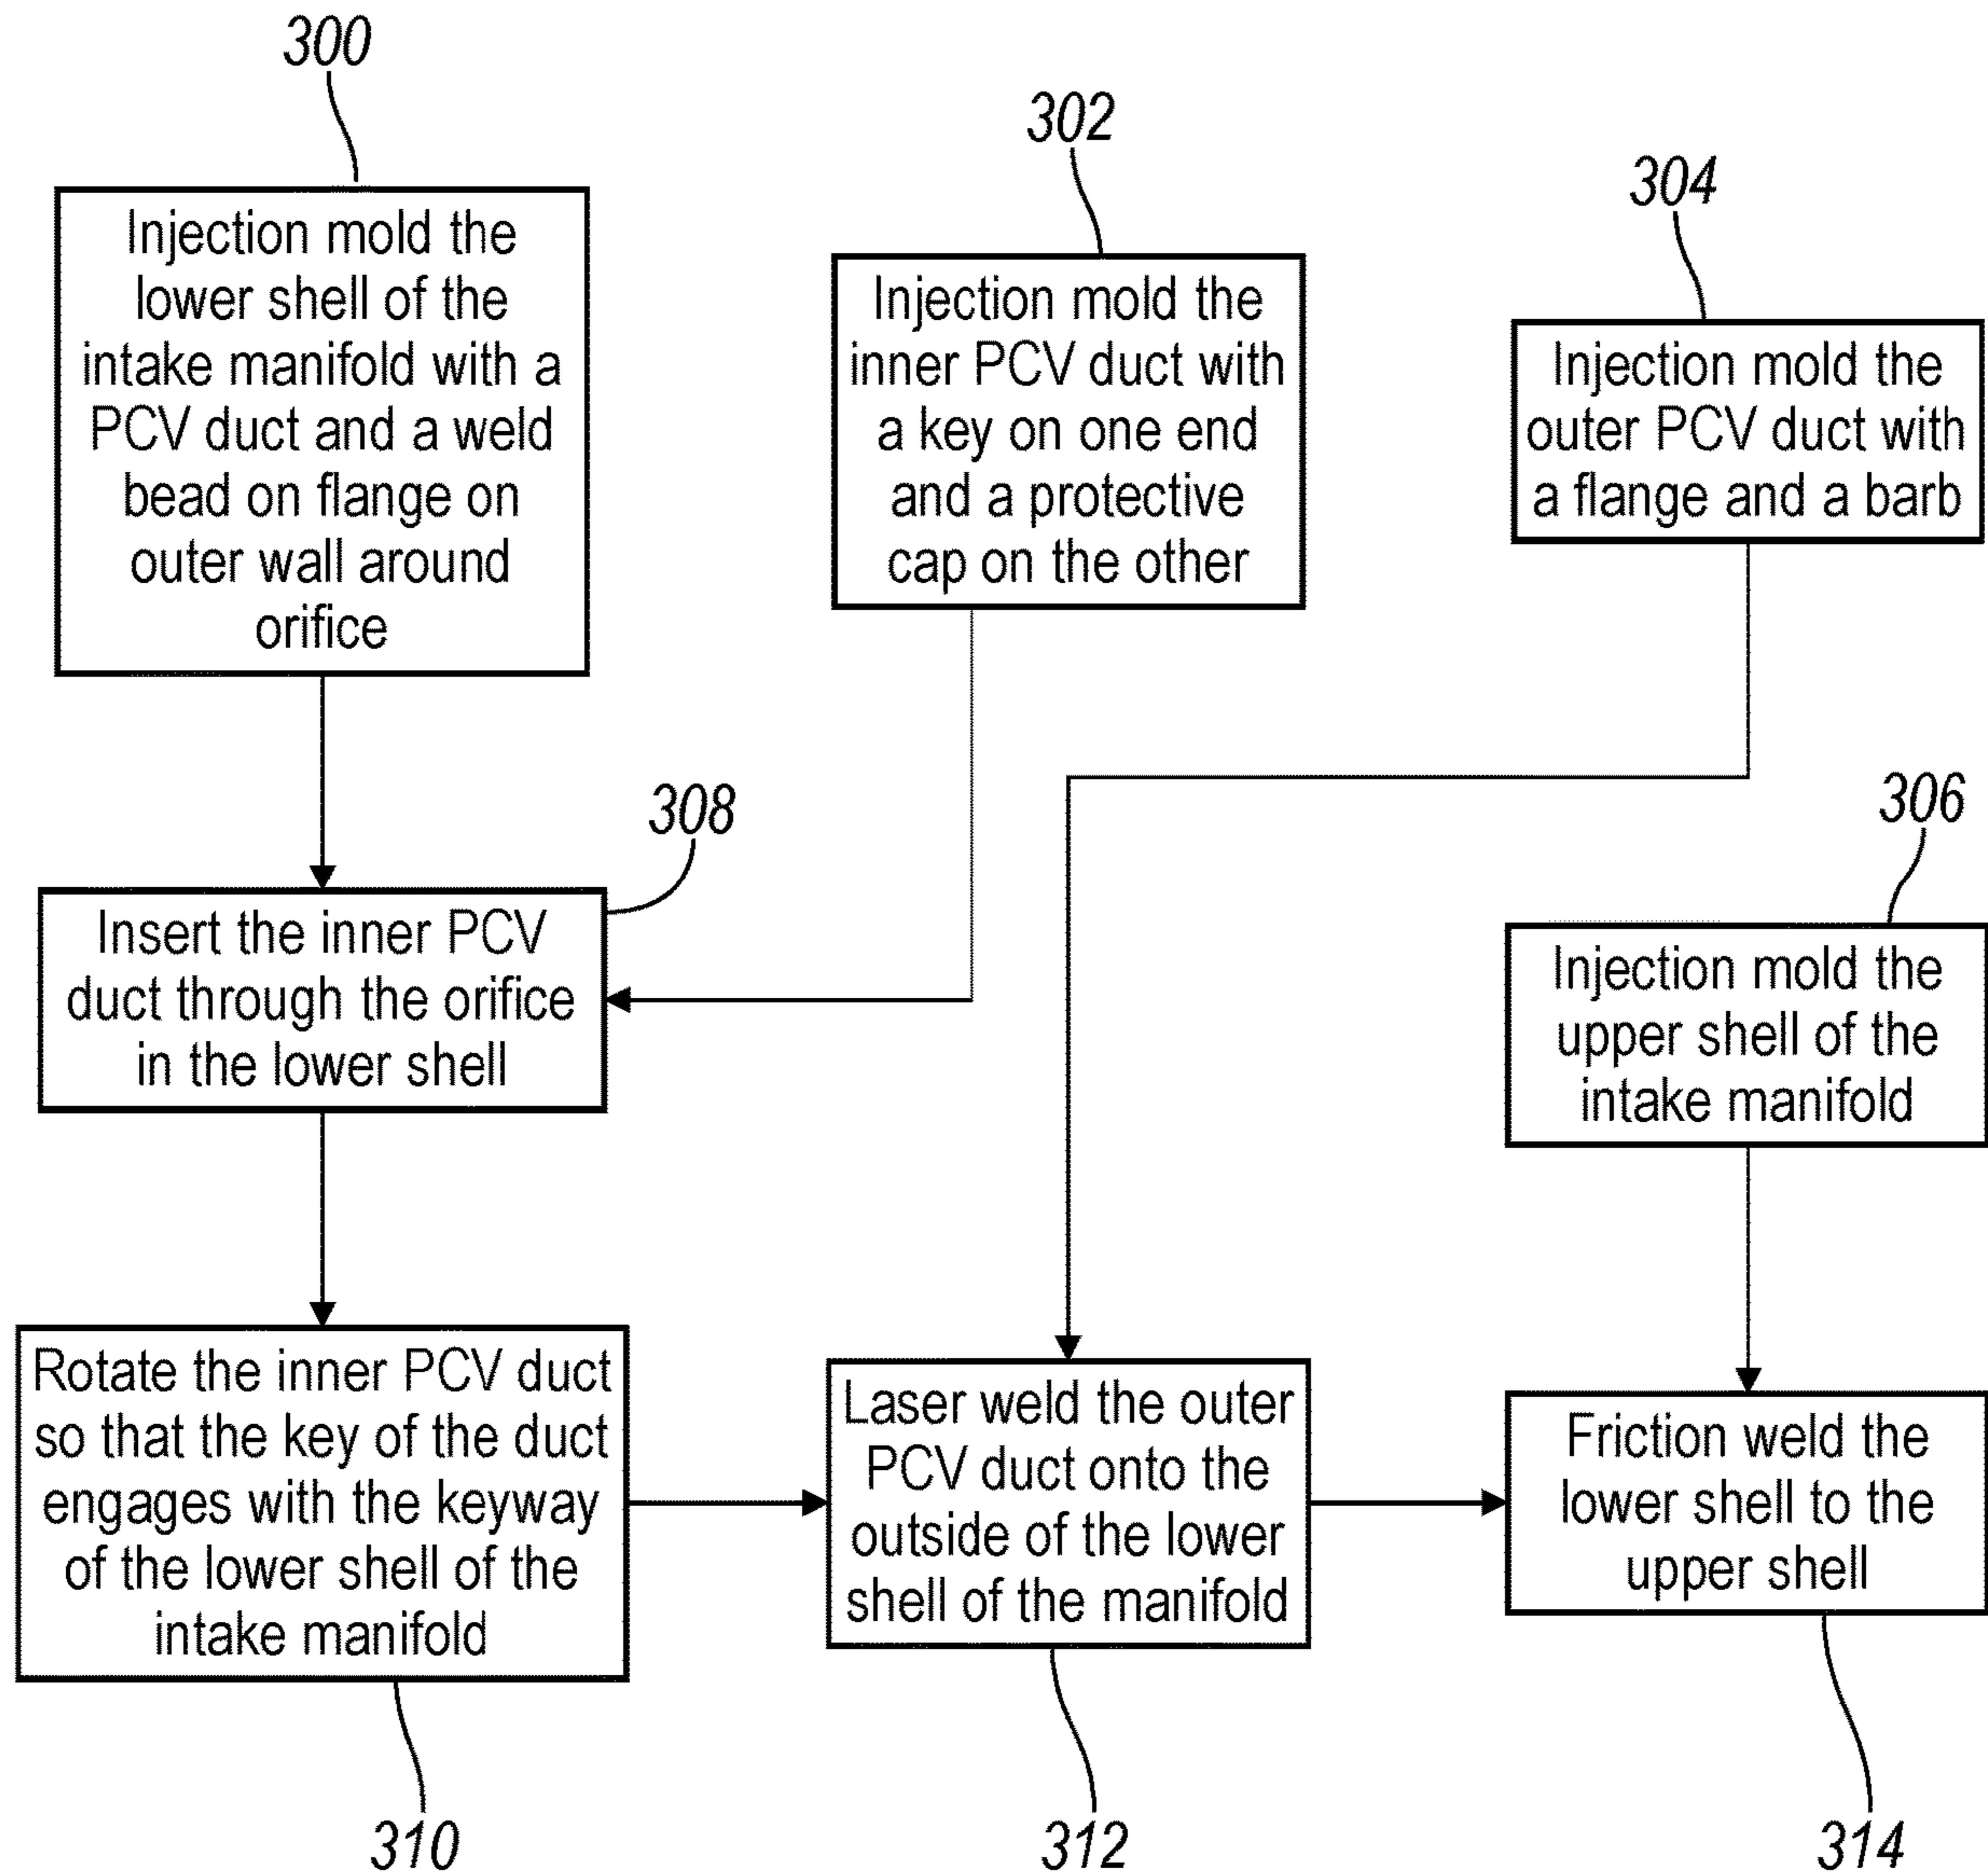 300
Injection mold the
lower shell of the
intake manifold with a
PCV duct and a weld
bead on flange on
outer wall around
orifice
302
Injection mold the
inner PCV duct with
a key on one end
and a protective
cap on the other
304
Injection mold the
outer PCV duct with
a flange and a barb
306
Injection mold the
upper shell of the
intake manifold
308
Insert the inner PCV
duct through the orifice
in the lower shell
Rotate the inner PCV duct
so that the key of the duct
engages with the keyway
of the lower shell of the
intake manifold
310
Laser weld the outer
PCV duct onto the
outside of the lower
shell of the manifold
312
Friction weld the
lower shell to the
upper shell
314